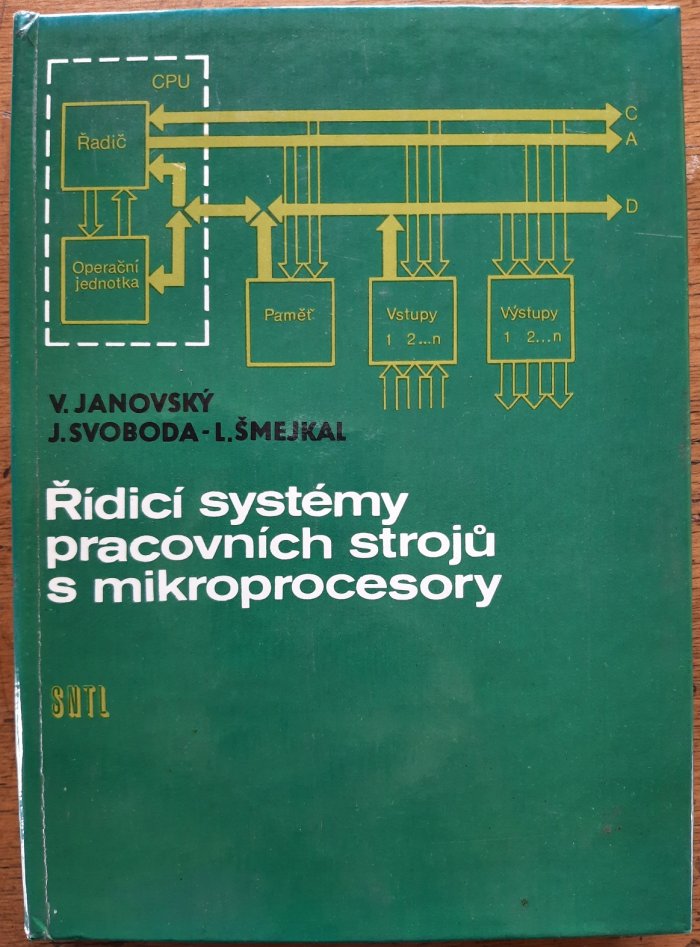 CPU
Řadič
C
A
D
Operační
jednotka
Paměť
Vstupy
1 2...n
Výstupy
1 2...n
V. JANOVSKÝ
J. SVOBODA - L. ŠMEJKAL
Řídicí systémy
pracovních strojů
s mikroprocesory
SNTL